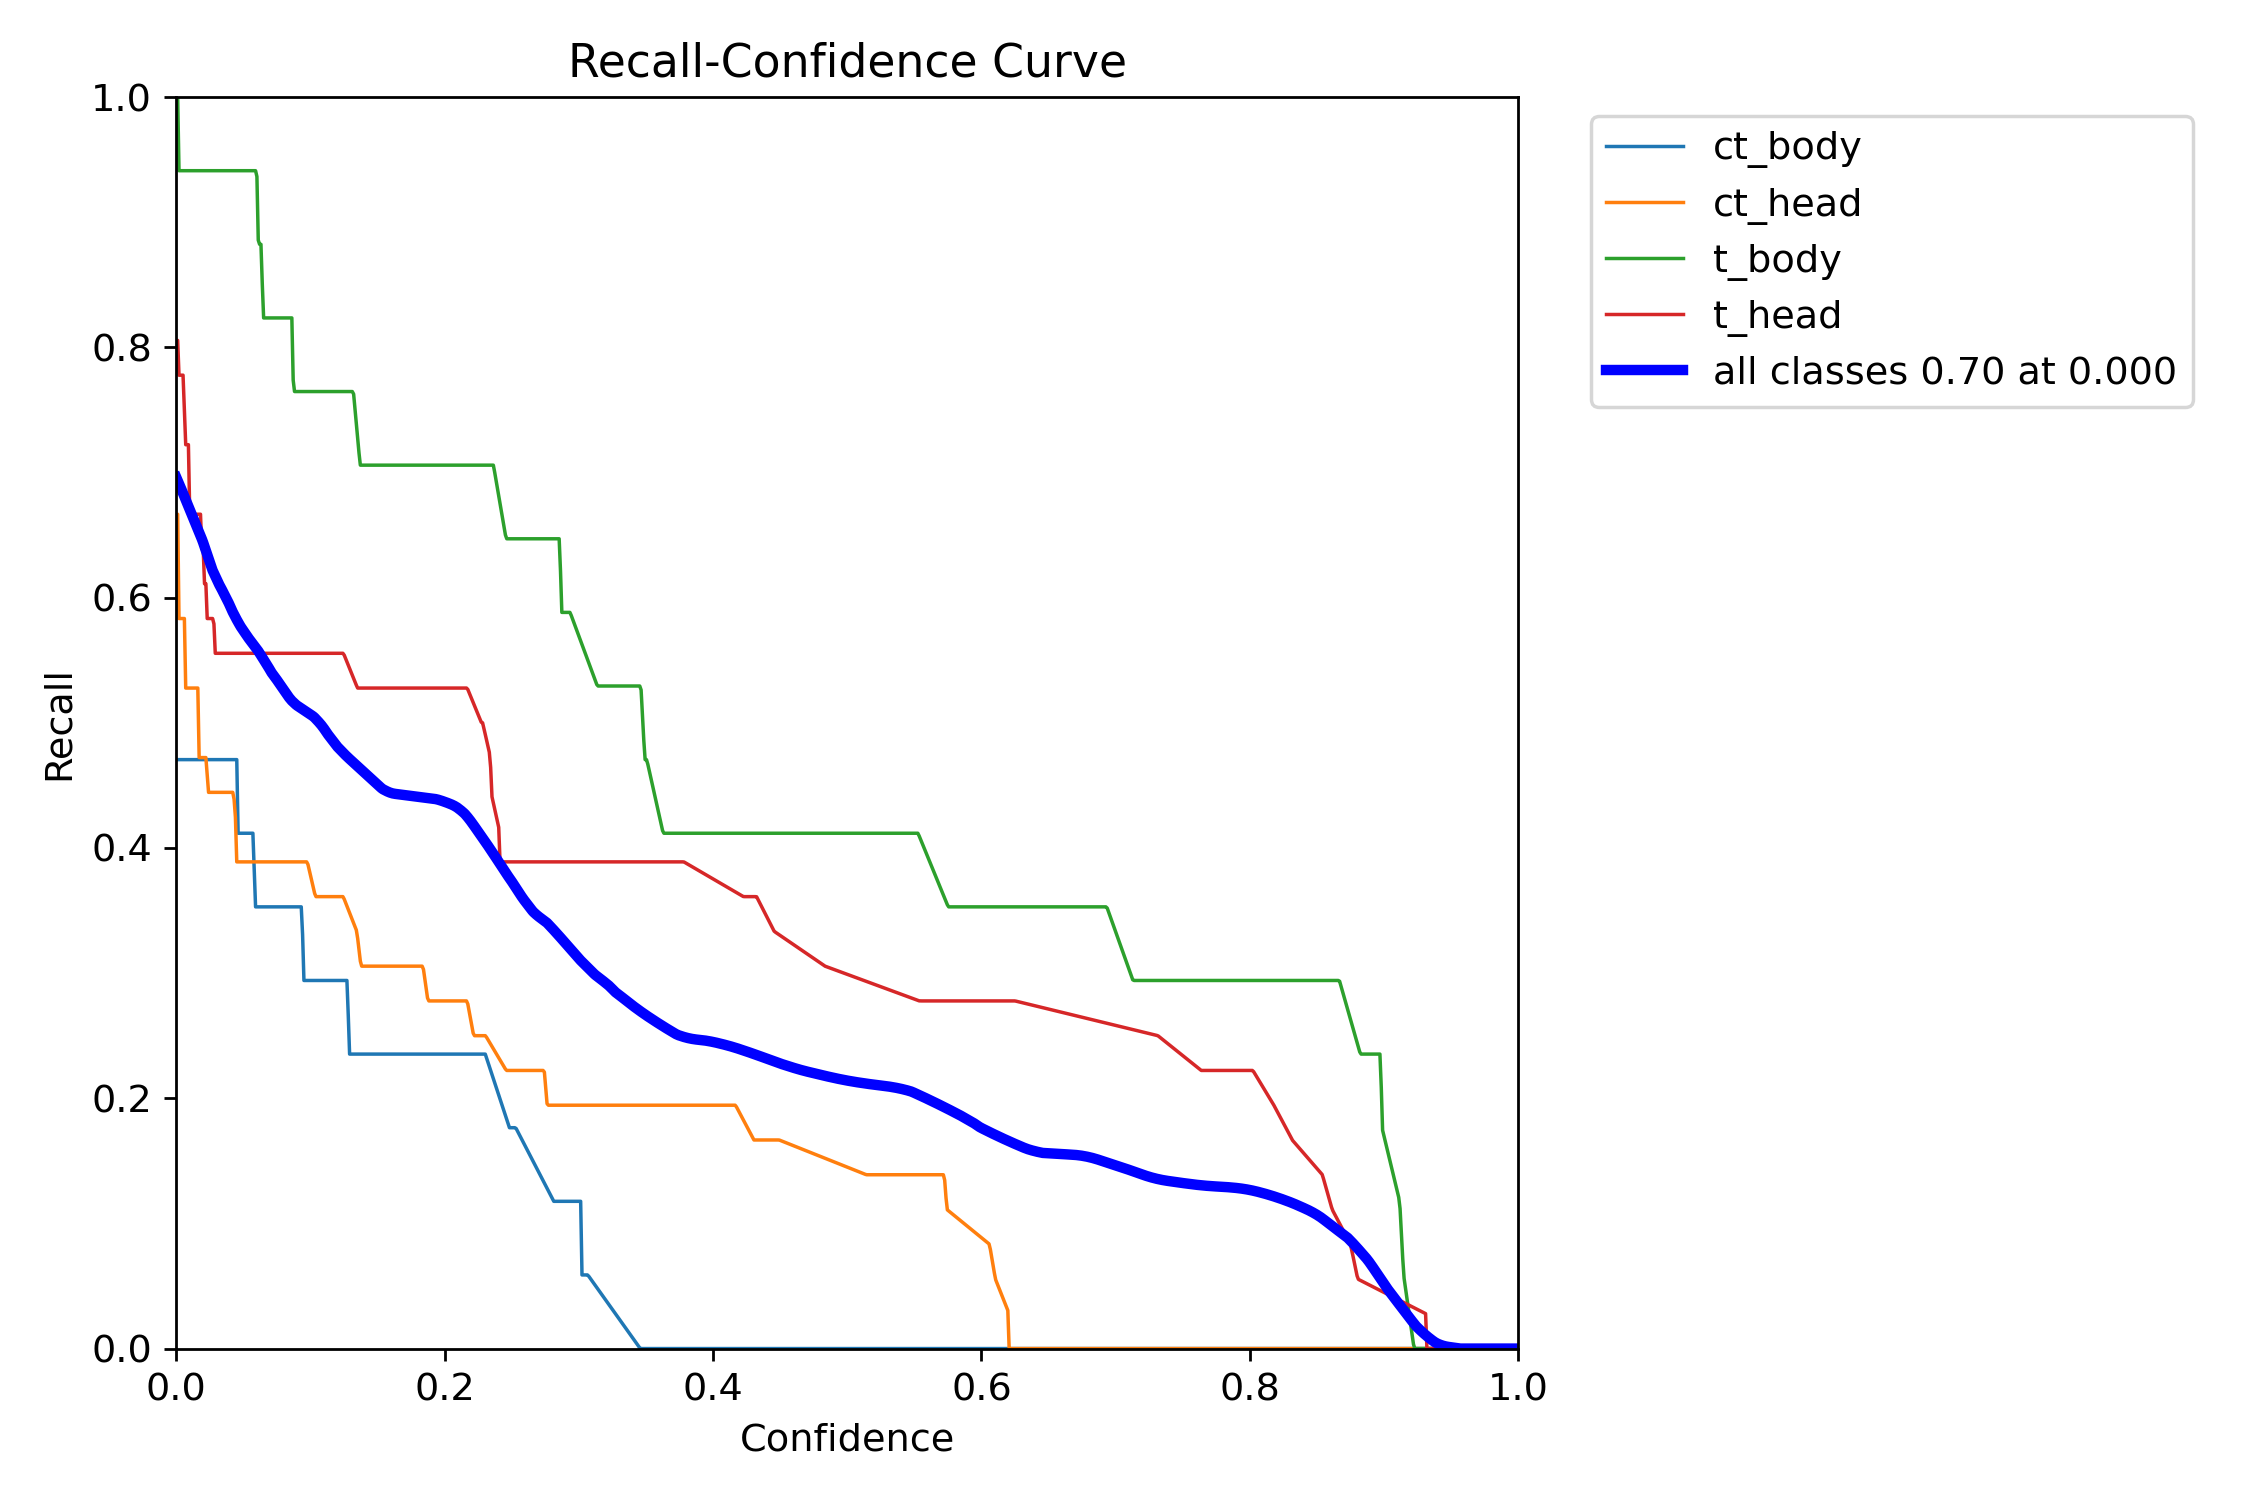 Recall-Confidence Curve
1.0
0.8
0.6
0.4
0.2
0.0
Recall
0.0 0.2 0.4 0.6 0.8 1.0
Confidence
ct_body
ct_head
t_body
t_head
all classes 0.70 at 0.000